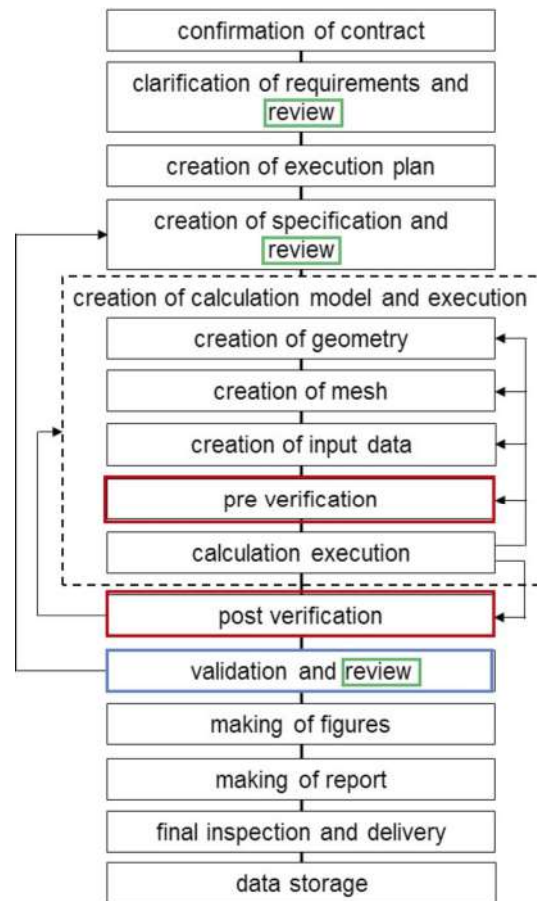 confirmation of contract
clarification of requirements and
review
creation of execution plan
creation of specification and
review
creation of calculation model and execution
creation of geometry
creation of mesh
creation of input data
pre verification
calculation execution
post verification
validation and review
making of figures
making of report
final inspection and delivery
data storage